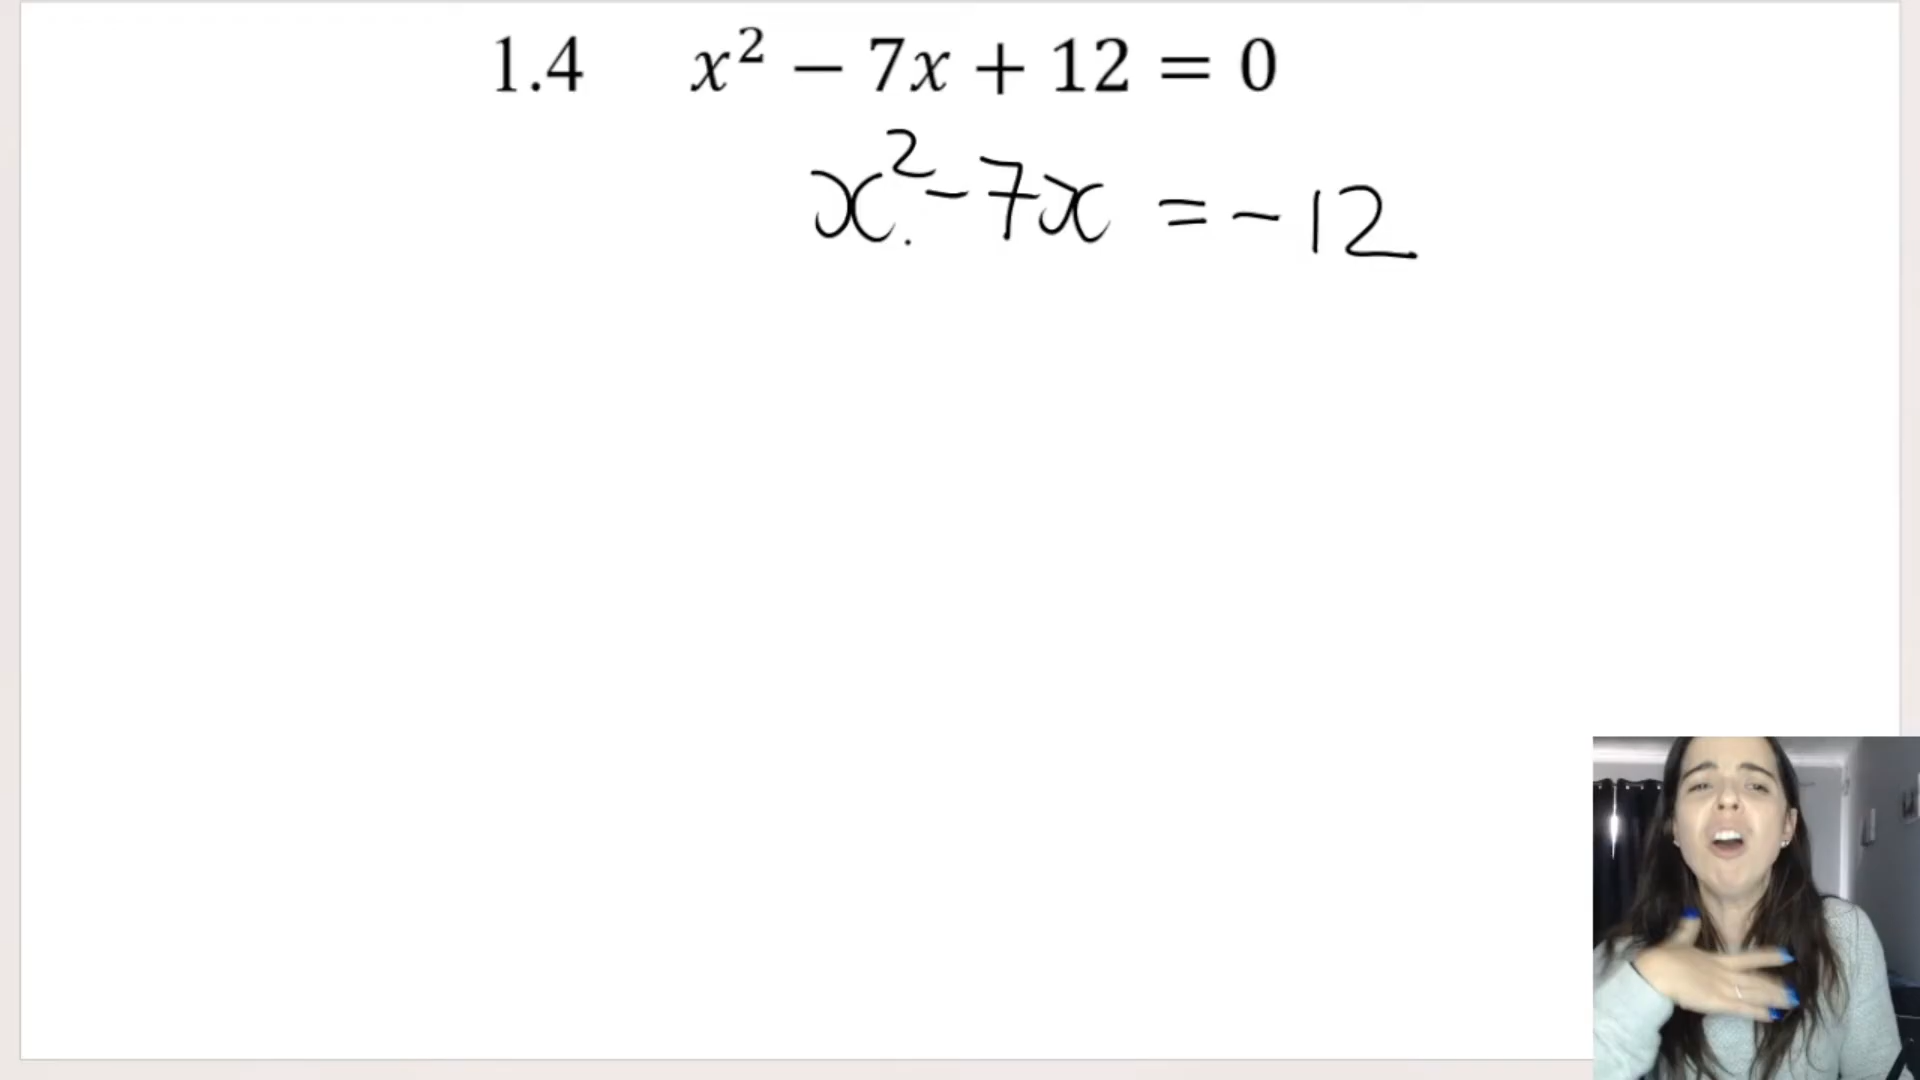 1.4 x² − 7x + 12 = 0
x² - 7x = - 12